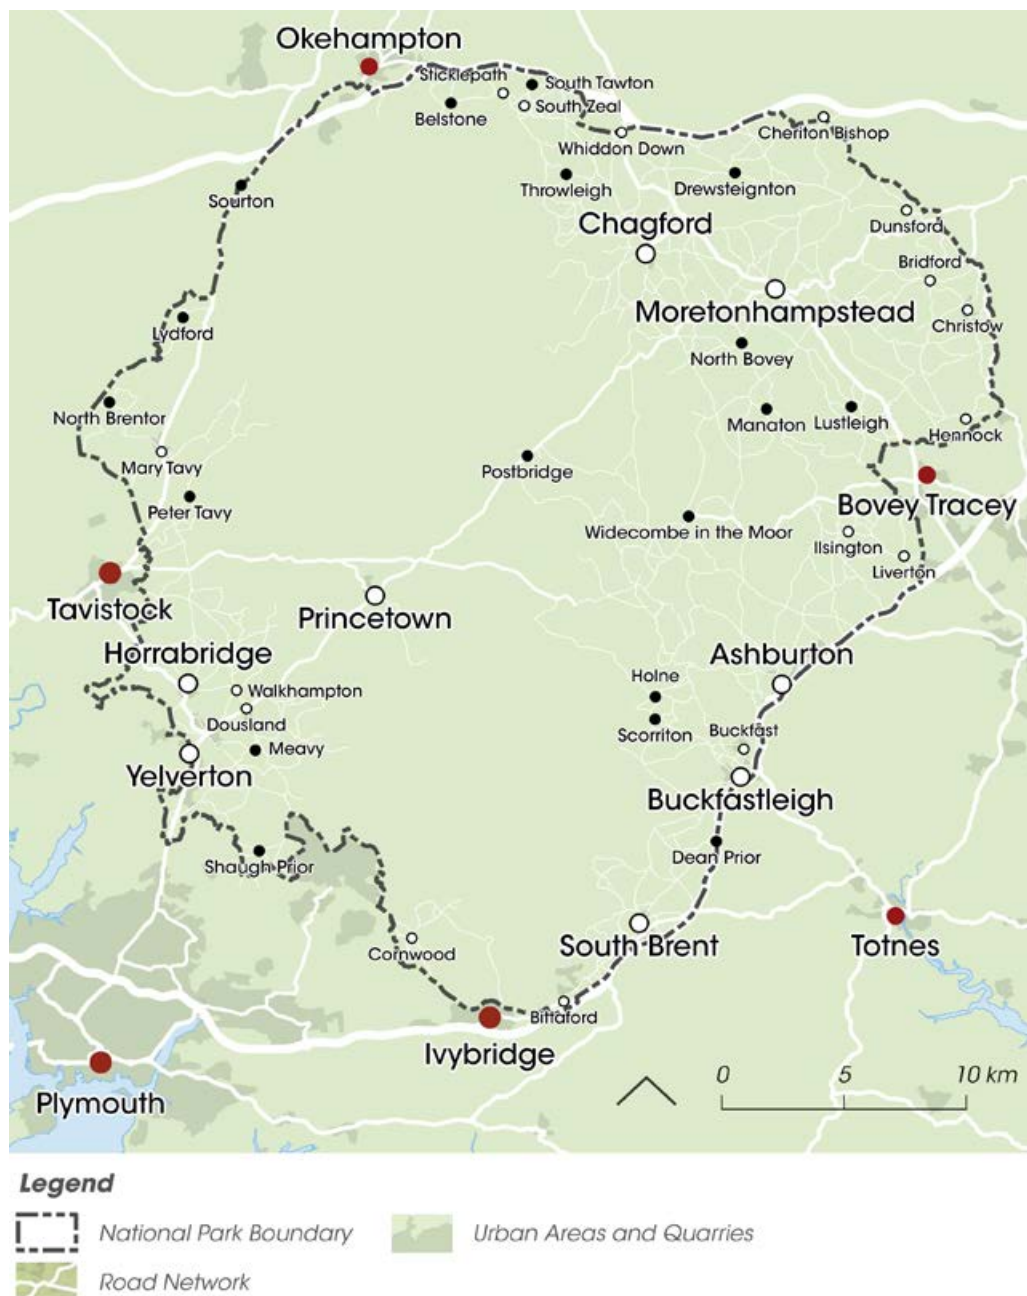 Okehampton
Sticklepath
South Tawton
South Zeal
Belstone
Cheriton Bishop
Whiddon Down
Throwleigh
Drewsteignton
Sourton
Chagford
Dunsford
Bridford
Moretonhampstead
Christow
Lydford
North Bovey
North Brentor
Manaton
Lustleigh
Hennock
Mary Tavy
Postbridge
Peter Tavy
Bovey Tracey
Widecombe in the Moor
Ilsington
Liverton
Tavistock
Princetown
Horrabridge
Ashburton
Holne
Walkhampton
Dousland
Scorriton
Buckfast
Meavy
Yelverton
Buckfastleigh
Dean Prior
Shaugh Prior
South Brent
Totnes
Cornwood
Bittaford
Ivybridge
0 5 10 km
Plymouth
Legend
National Park Boundary
Urban Areas and Quarries
Road Network